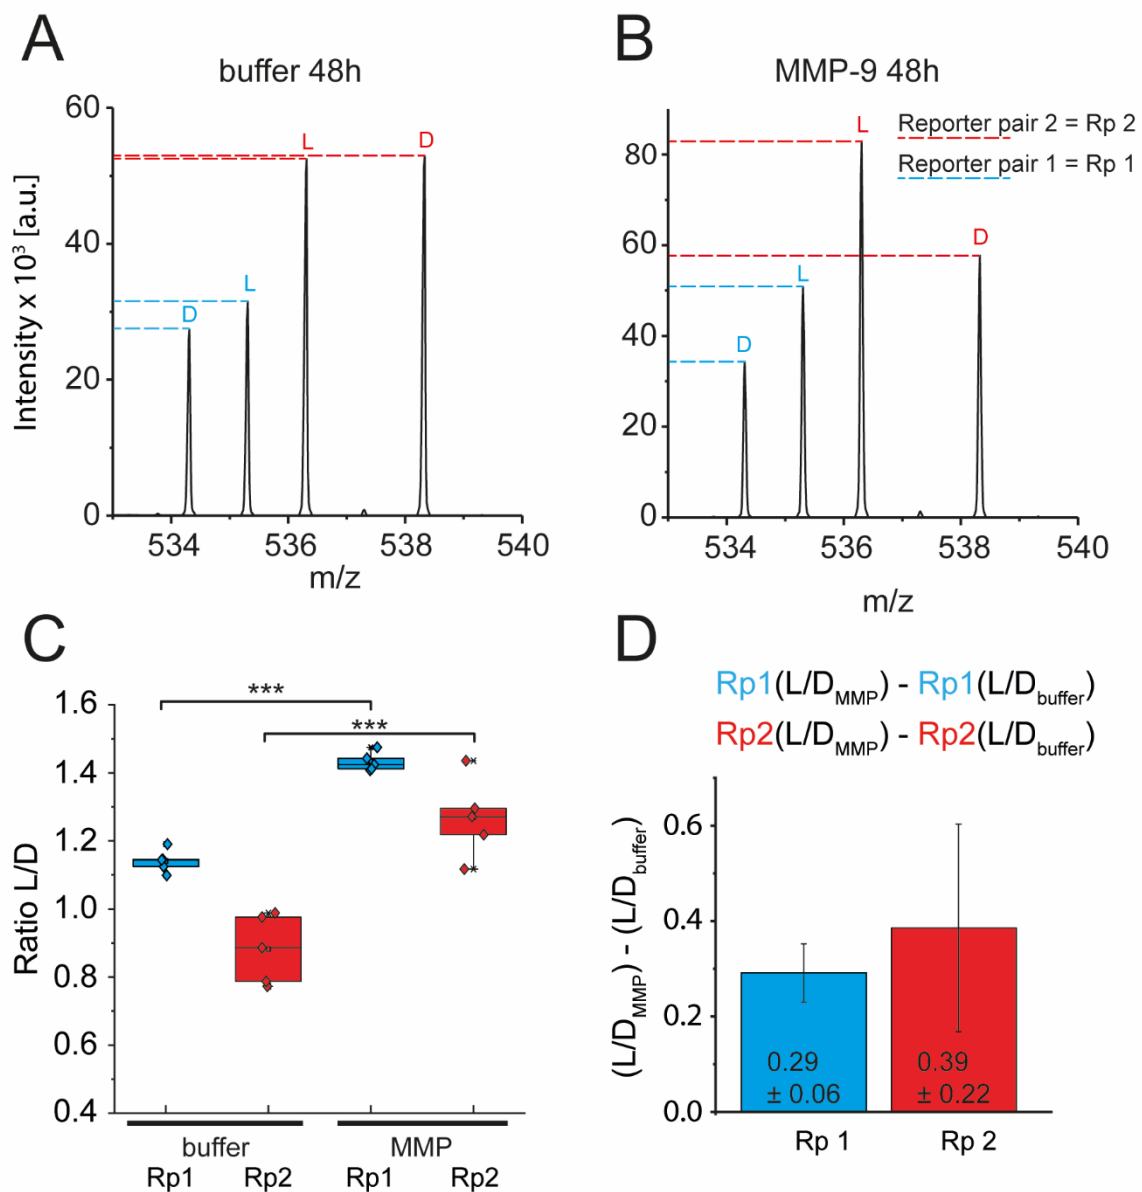 A
buffer 48h
Intensity x 10³ [a.u.]
60
40
20
0
D
L
L
D
534
536
538
540
m/z
B
MMP-9 48h
Reporter pair 2 = Rp 2
Reporter pair 1 = Rp 1
80
60
40
20
0
D
L
L
D
534
536
538
540
m/z
C
Ratio L/D
1.6
1.4
1.2
1.0
0.8
0.6
0.4
***
***
buffer
MMP
Rp1
Rp2
Rp1
Rp2
D
Rp1(L/D_MMP) - Rp1(L/D_buffer)
Rp2(L/D_MMP) - Rp2(L/D_buffer)
(L/D_MMP) - (L/D_buffer)
0.6
0.4
0.2
0.0
0.29
± 0.06
0.39
± 0.22
Rp 1
Rp 2